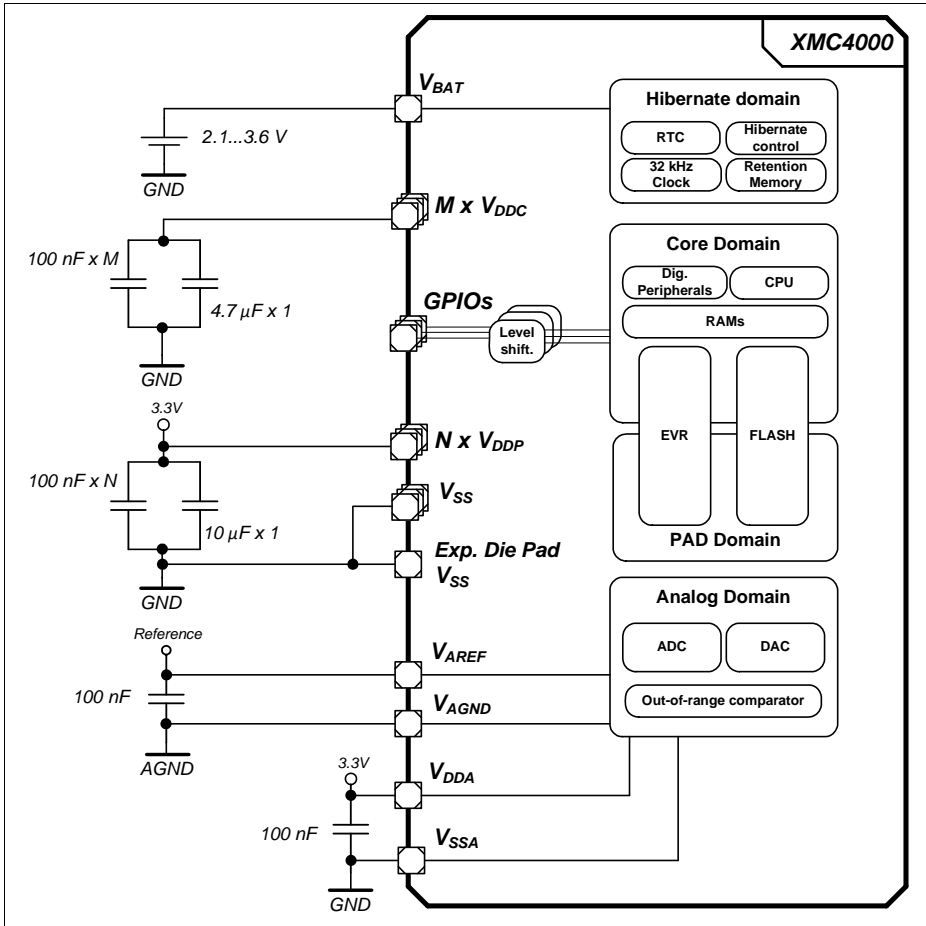 XMC4000
VBAT
Hibernate domain
RTC
Hibernate
control
32 kHz
Clock
Retention
Memory
2.1...3.6 V
GND
M x VDDC
100 nF x M
4.7 µF x 1
GND
Core Domain
Dig.
Peripherals
CPU
RAMs
GPIOs
Level
shift.
EVR
FLASH
PAD Domain
3.3V
N x VDDP
100 nF x N
10 µF x 1
VSS
Exp. Die Pad
VSS
GND
Analog Domain
ADC
DAC
Out-of-range comparator
Reference
VAREF
100 nF
VAGND
AGND
3.3V
VDDA
100 nF
VSSA
GND